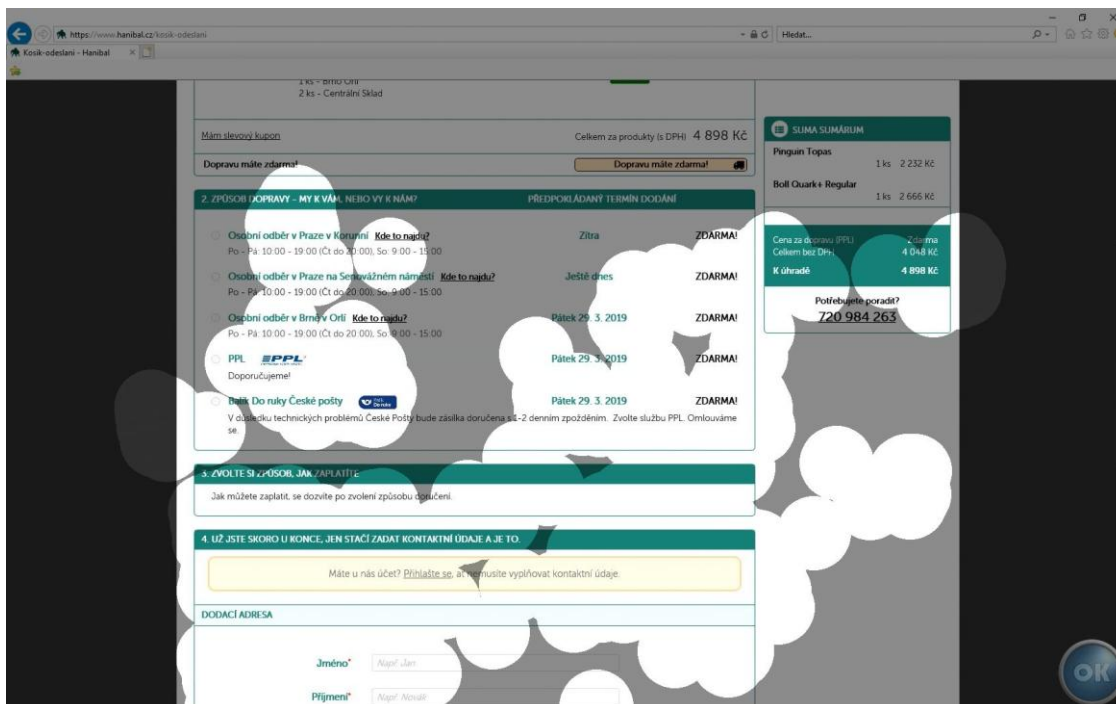 https://www.hanibal.cz/kosik-odeslani
Hledat...
Kosik-odeslani - Hanibal
1 ks - Brno Orlí
2 ks - Centrální Sklad
Mám slevový kupon
Celkem za produkty (s DPH) 4 898 Kč
Dopravu máte zdarma!
Dopravu máte zdarma!
SUMA SUMÁRUM
Pinguin Topas
1 ks 2 232 Kč
Boll Quark+ Regular
1 ks 2 666 Kč
Cena za dopravu (PPL) Zdarma
Celkem bez DPH 4 048 Kč
K úhradě 4 898 Kč
Potřebujete poradit?
720 984 263
2. ZPŮSOB DOPRAVY - MY K VÁM, NEBO VY K NÁM? PŘEDPOKLÁDANÝ TERMÍN DODÁNÍ
Osobní odběr v Praze v Korunní Kde to najdu? Zítra ZDARMA!
Po - Pá: 10:00 - 19:00 (Čt do 20:00), So: 9:00 - 15:00
Osobní odběr v Praze na Senovážném náměstí Kde to najdu? Ještě dnes ZDARMA!
Po - Pá: 10:00 - 19:00 (Čt do 20:00), So: 9:00 - 15:00
Osobní odběr v Brně v Orlí Kde to najdu? Pátek 29. 3. 2019 ZDARMA!
Po - Pá: 10:00 - 19:00 (Čt do 20:00), So: 9:00 - 15:00
PPL PPL Pátek 29. 3. 2019 ZDARMA!
Doporučujeme!
Balík Do ruky České pošty Balík Do ruky Pátek 29. 3. 2019 ZDARMA!
V důsledku technických problémů České Pošty bude zásilka doručena s 1-2 denním zpožděním. Zvolte službu PPL. Omlouváme
se.
3. ZVOLTE SI ZPŮSOB, JAK ZAPLATÍTE
Jak můžete zaplatit, se dozvíte po zvolení způsobu doručení.
4. UŽ JSTE SKORO U KONCE, JEN STAČÍ ZADAT KONTAKTNÍ ÚDAJE A JE TO.
Máte u nás účet? Přihlašte se, ať nemusíte vyplňovat kontaktní údaje.
DODACÍ ADRESA
Jméno* Např. Jan
Příjmení* Např. Novák
OK